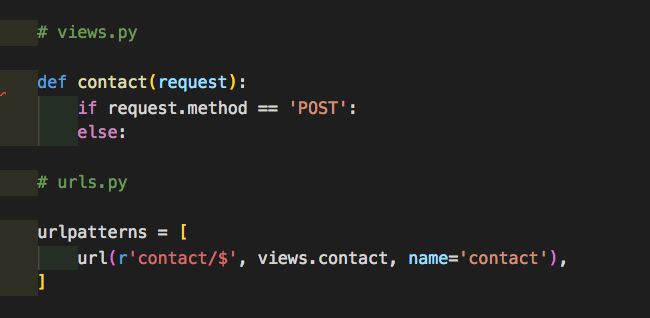 # views.py
def contact(request):
    if request.method == 'POST':
    else:
# urls.py
urlpatterns = [
    url(r'contact/$', views.contact, name='contact'),
]